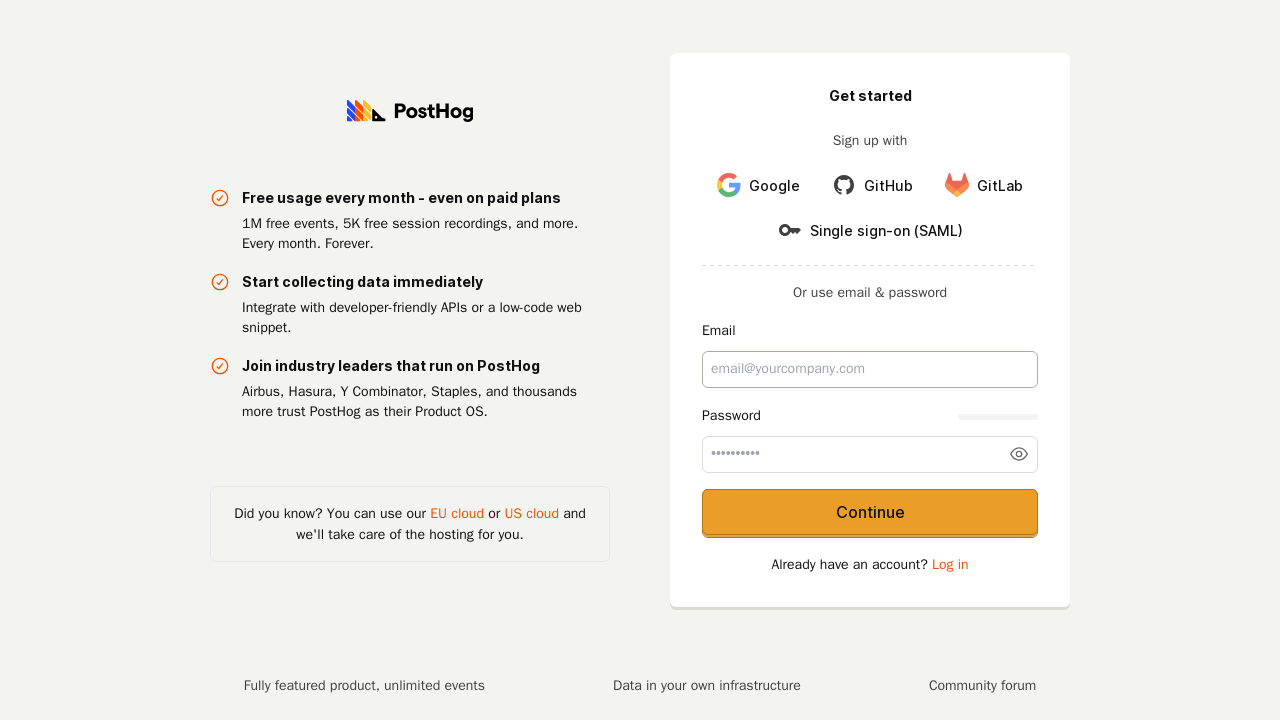 PostHog
Free usage every month - even on paid plans
1M free events, 5K free session recordings, and more.
Every month. Forever.
Start collecting data immediately
Integrate with developer-friendly APIs or a low-code web
snippet.
Join industry leaders that run on PostHog
Airbus, Hasura, Y Combinator, Staples, and thousands
more trust PostHog as their Product OS.
Did you know? You can use our EU cloud or US cloud and
we'll take care of the hosting for you.
Get started
Sign up with
Google GitHub GitLab
Single sign-on (SAML)
Or use email & password
Email
email@yourcompany.com
Password
••••••••••
Continue
Already have an account? Log in
Fully featured product, unlimited events Data in your own infrastructure Community forum